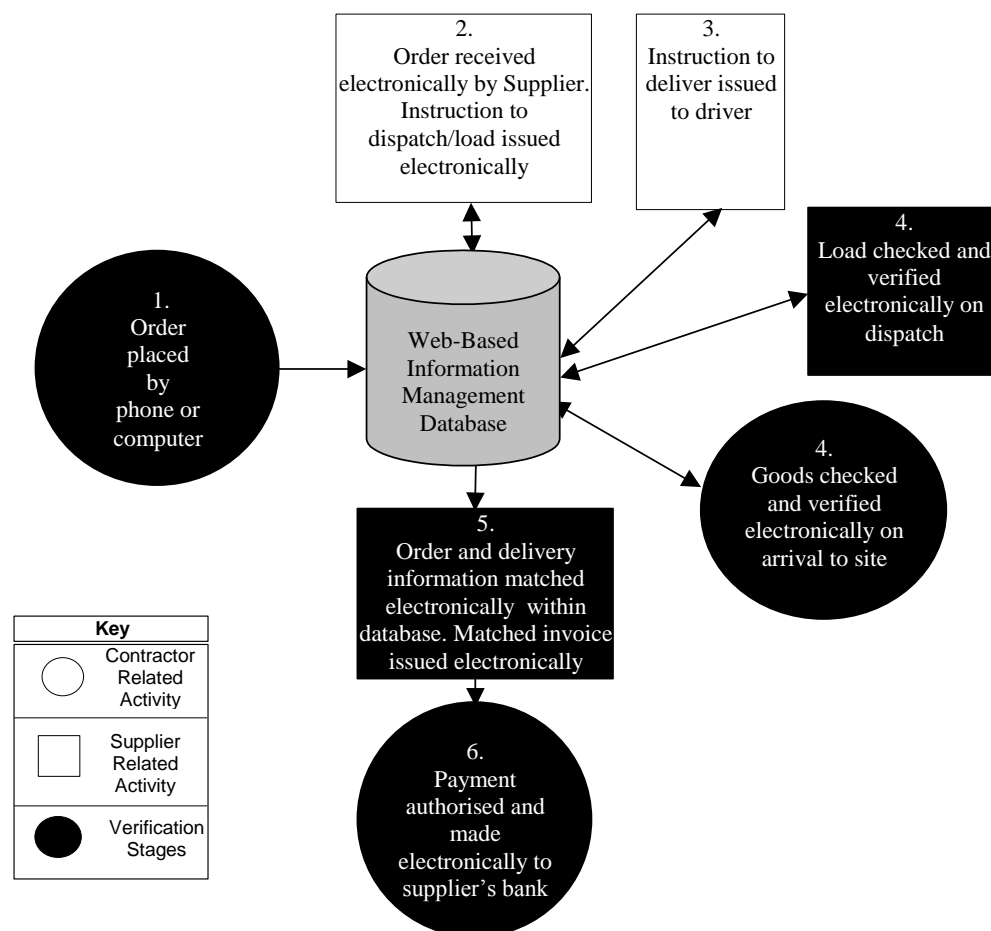 2.
Order received
electronically by Supplier.
Instruction to
dispatch/load issued
electronically
3.
Instruction to
deliver issued
to driver
4.
Load checked and
verified
electronically on
dispatch
1.
Order
placed
by
phone or
computer
Web-Based
Information
Management
Database
4.
Goods checked
and verified
electronically on
arrival to site
5.
Order and delivery
information matched
electronically within
database. Matched invoice
issued electronically
Key
Contractor
Related
Activity
Supplier
Related
Activity
Verification
Stages
6.
Payment
authorised and
made
electronically to
supplier’s bank